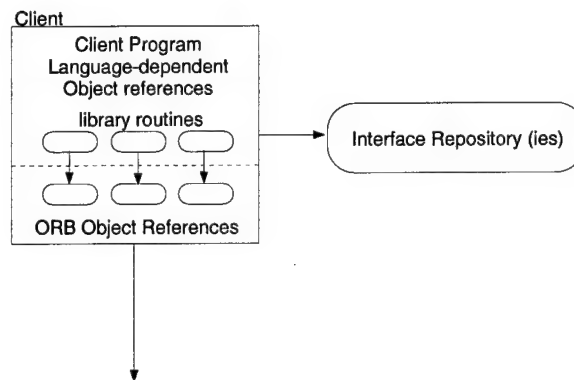 Client
Client Program
Language-dependent
Object references
library routines
Interface Repository (ies)
ORB Object References